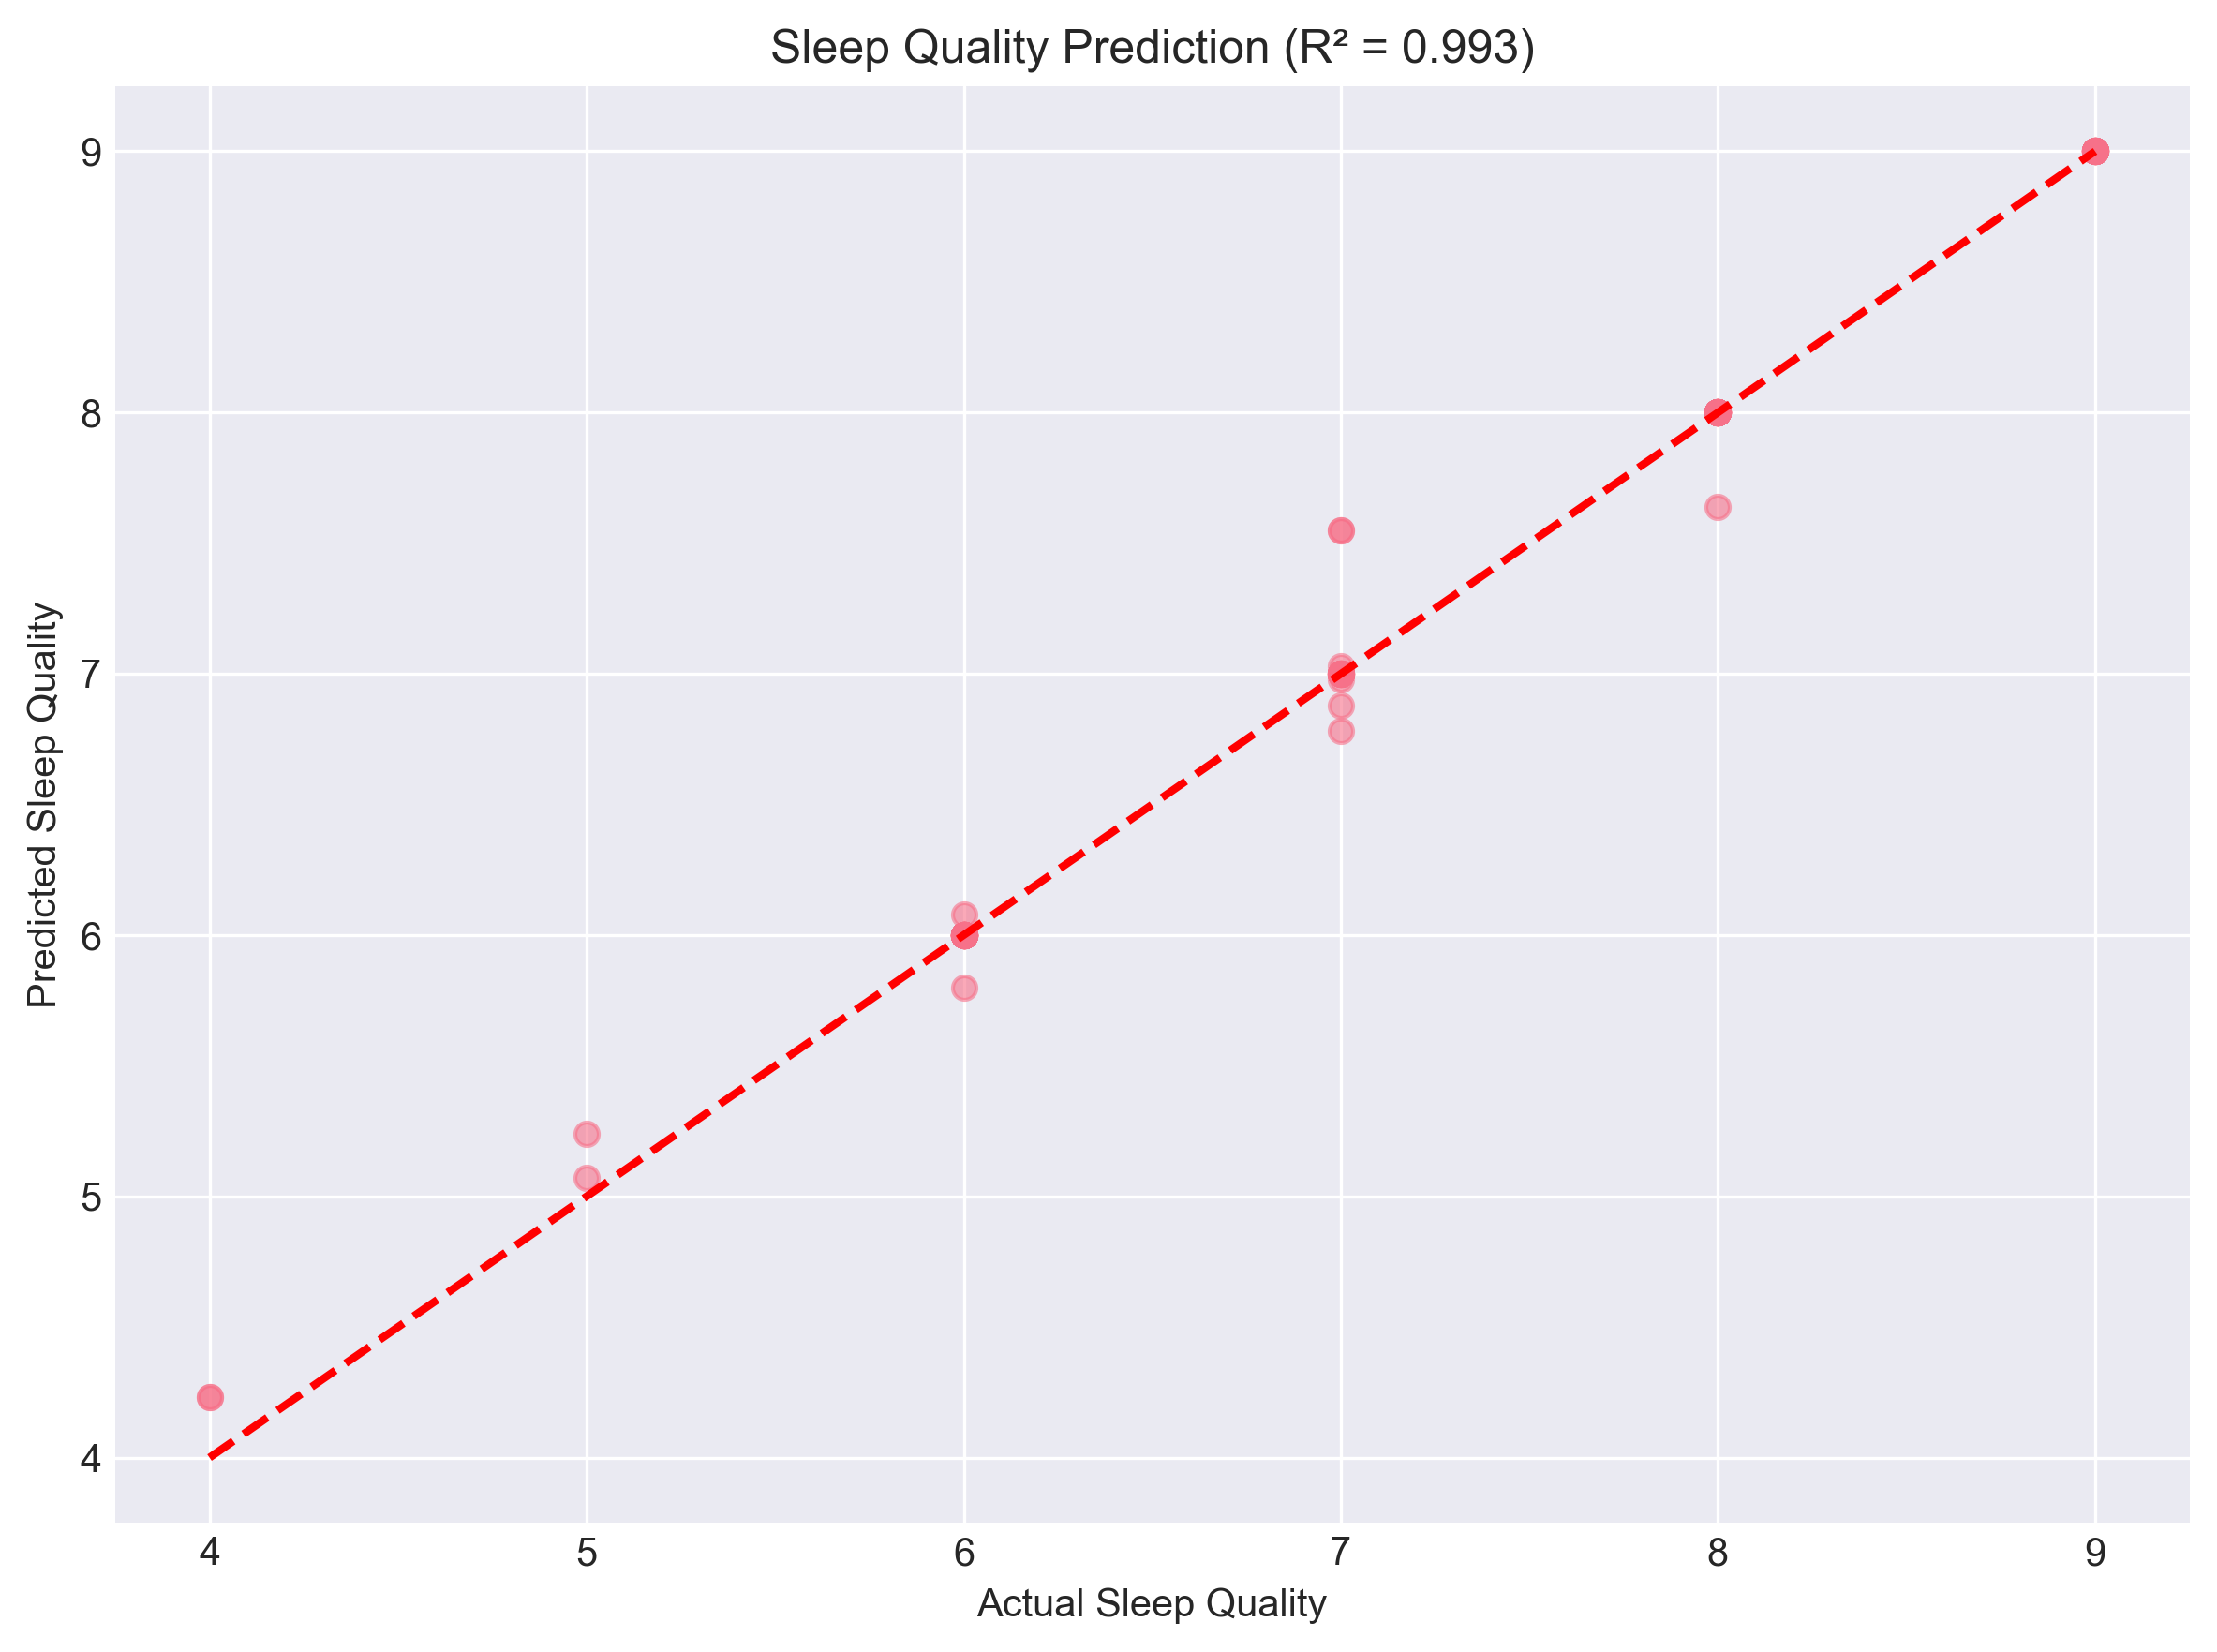 Sleep Quality Prediction (R² = 0.993)
9
8
7
6
5
4
Predicted Sleep Quality
4 5 6 7 8 9
Actual Sleep Quality